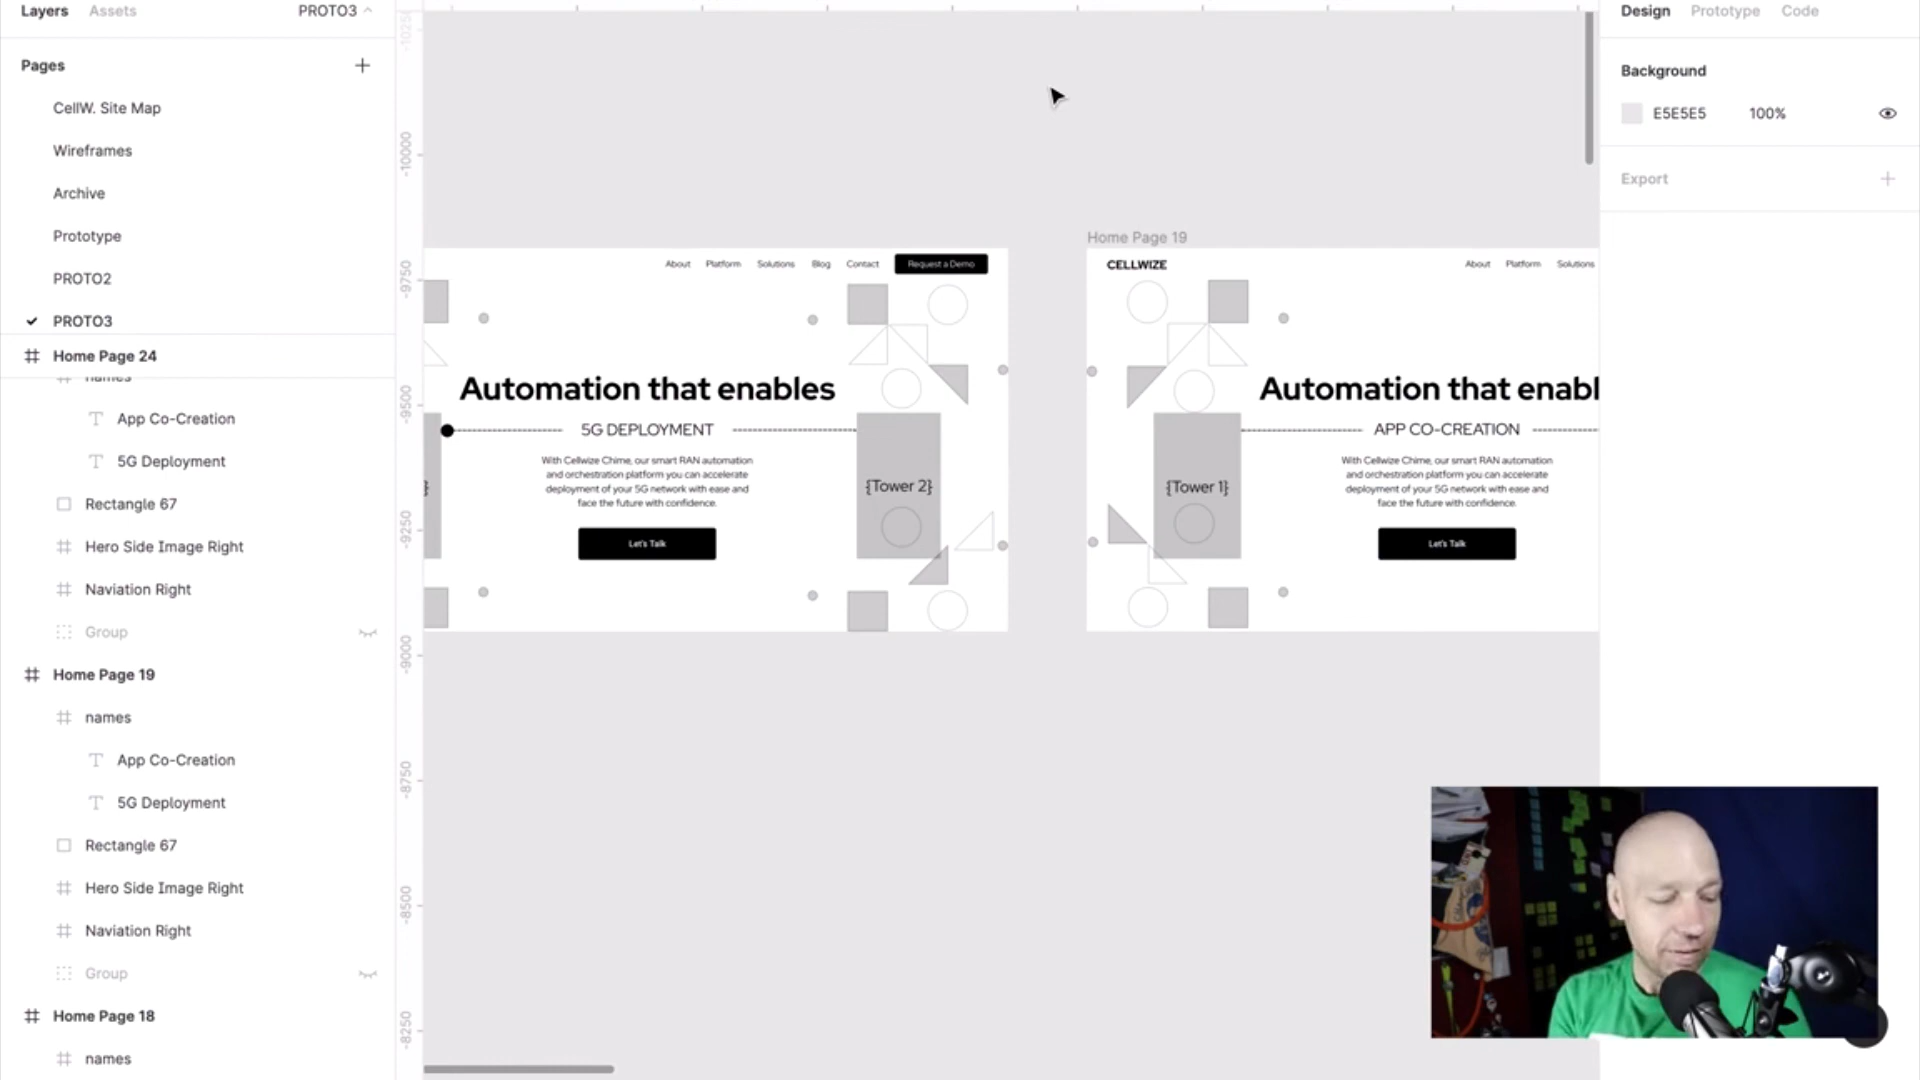 Layers Assets PROTO3
Pages
CellW. Site Map
Wireframes
Archive
Prototype
PROTO2
PROTO3
Home Page 24
names
App Co-Creation
5G Deployment
Rectangle 67
Hero Side Image Right
Naviation Right
Group
Home Page 19
names
App Co-Creation
5G Deployment
Rectangle 67
Hero Side Image Right
Naviation Right
Group
Home Page 18
names
-10250
-10000
-9750
-9500
-9250
-9000
-8750
-8500
-8250
About Platform Solutions Blog Contact Request a Demo
Automation that enables
5G DEPLOYMENT
With Cellwize Chime, our smart RAN automation
and orchestration platform you can accelerate
deployment of your 5G network with ease and
face the future with confidence.
Let's Talk
{Tower 2}
Home Page 19
CELLWIZE
About Platform Solutions
Automation that enabl
APP CO-CREATION
With Cellwize Chime, our smart RAN automation
and orchestration platform you can accelerate
deployment of your 5G network with ease and
face the future with confidence.
Let's Talk
{Tower 1}
Design Prototype Code
Background
E5E5E5 100%
Export